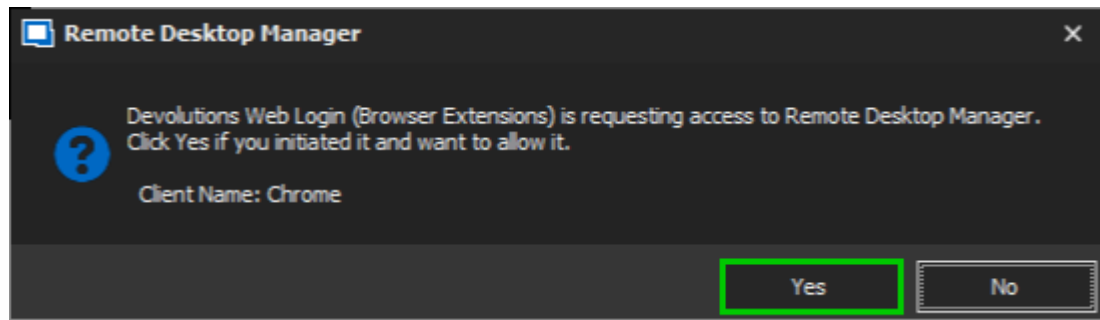 Remote Desktop Manager
Devolutions Web Login (Browser Extensions) is requesting access to Remote Desktop Manager.
Click Yes if you initiated it and want to allow it.
Client Name: Chrome
Yes No